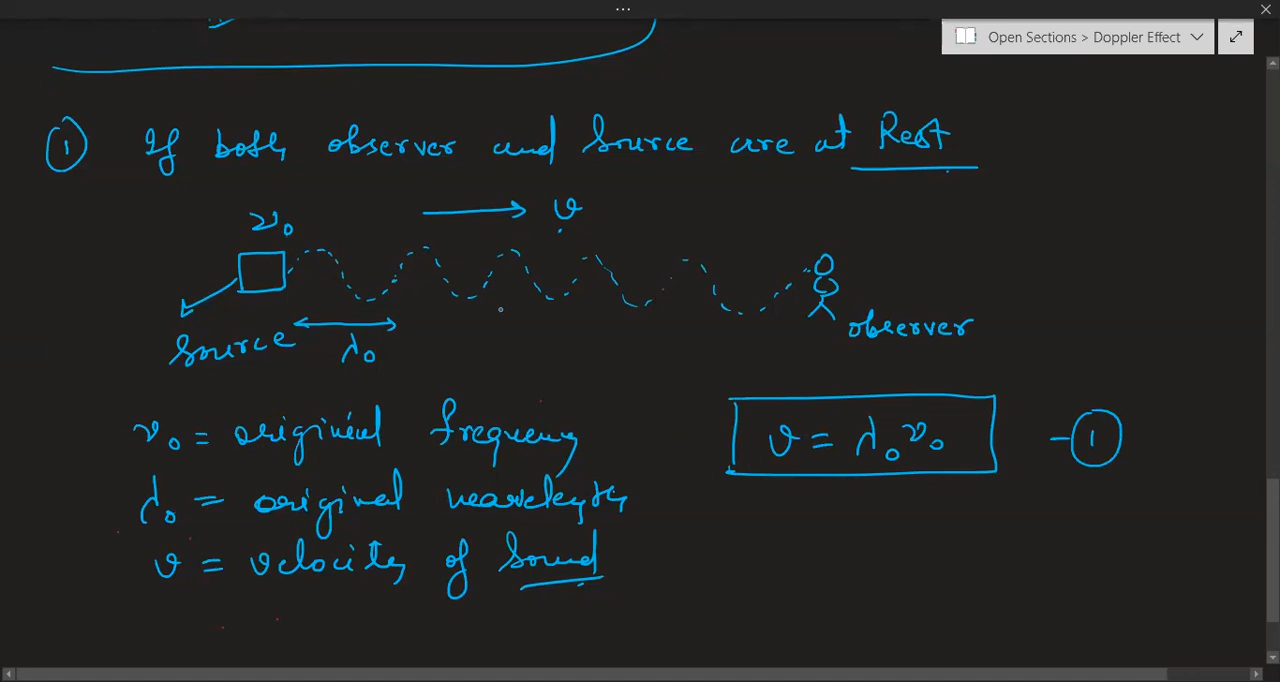 ...
Open Sections > Doppler Effect
① If both observer and source are at Rest
ν₀
v
source
λ₀
observer
ν₀ = originial frequency
v = λ₀ν₀ -①
λ₀ = original wavelength
v = velocity of sound